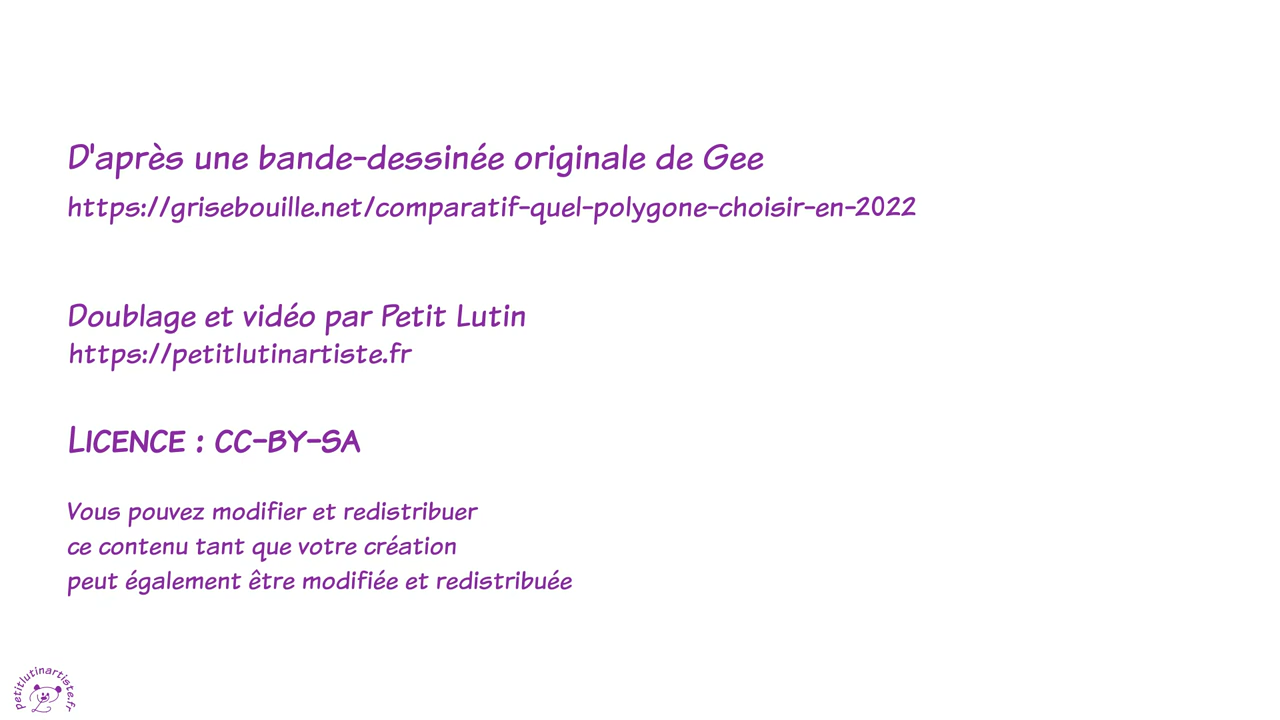 D'après une bande-dessinée originale de Gee
https://grisebouille.net/comparatif-quel-polygone-choisir-en-2022
Doublage et vidéo par Petit Lutin
https://petitlutinartiste.fr
LICENCE : CC-BY-SA
Vous pouvez modifier et redistribuer
ce contenu tant que votre création
peut également être modifiée et redistribuée
petitlutinartiste.fr